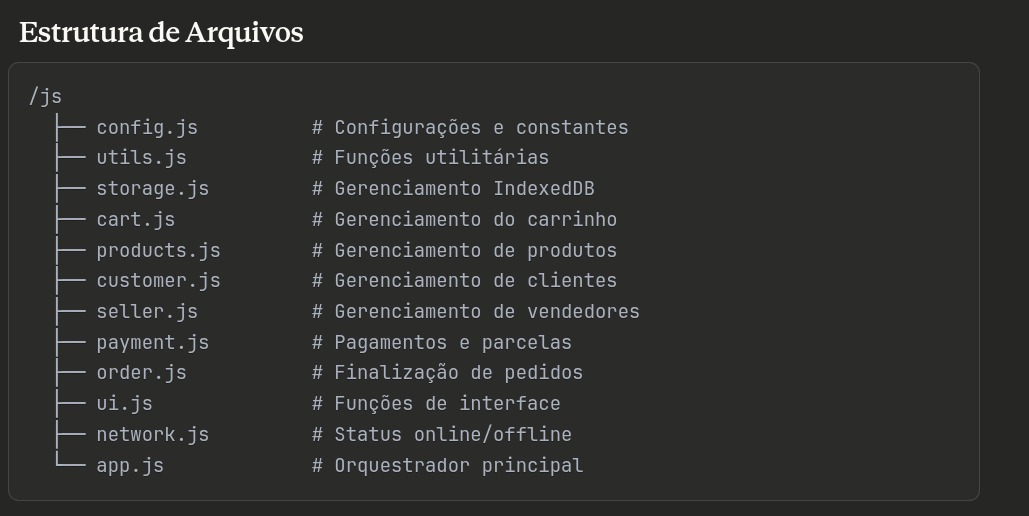 Estrutura de Arquivos
/js
├── config.js # Configurações e constantes
├── utils.js # Funções utilitárias
├── storage.js # Gerenciamento IndexedDB
├── cart.js # Gerenciamento do carrinho
├── products.js # Gerenciamento de produtos
├── customer.js # Gerenciamento de clientes
├── seller.js # Gerenciamento de vendedores
├── payment.js # Pagamentos e parcelas
├── order.js # Finalização de pedidos
├── ui.js # Funções de interface
├── network.js # Status online/offline
└── app.js # Orquestrador principal